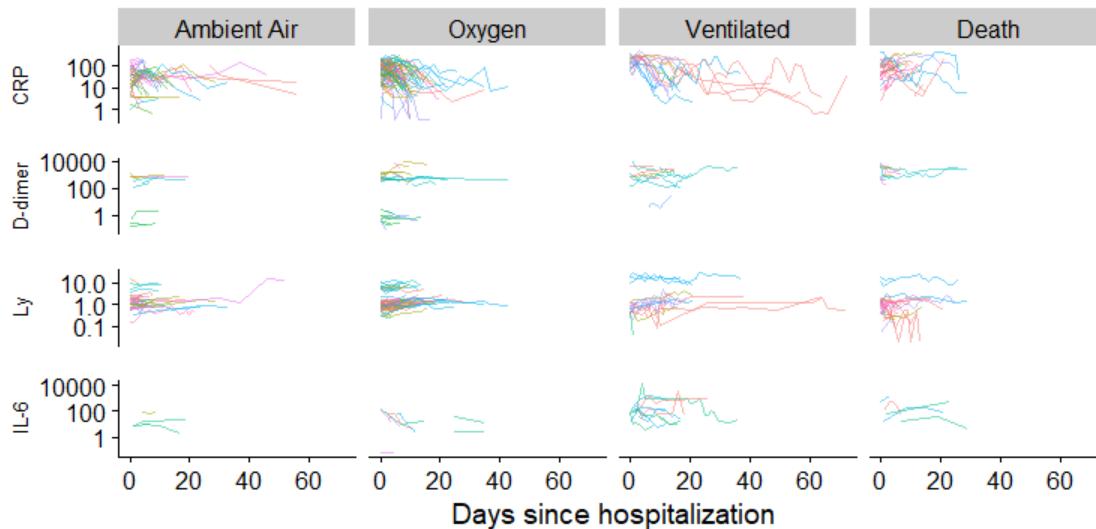 Ambient Air Oxygen Ventilated Death
CRP
100
10
1
D-dimer
10000
100
1
Ly
10.0
1.0
0.1
IL-6
10000
100
1
0 20 40 60 0 20 40 60 0 20 40 60 0 20 40 60
Days since hospitalization